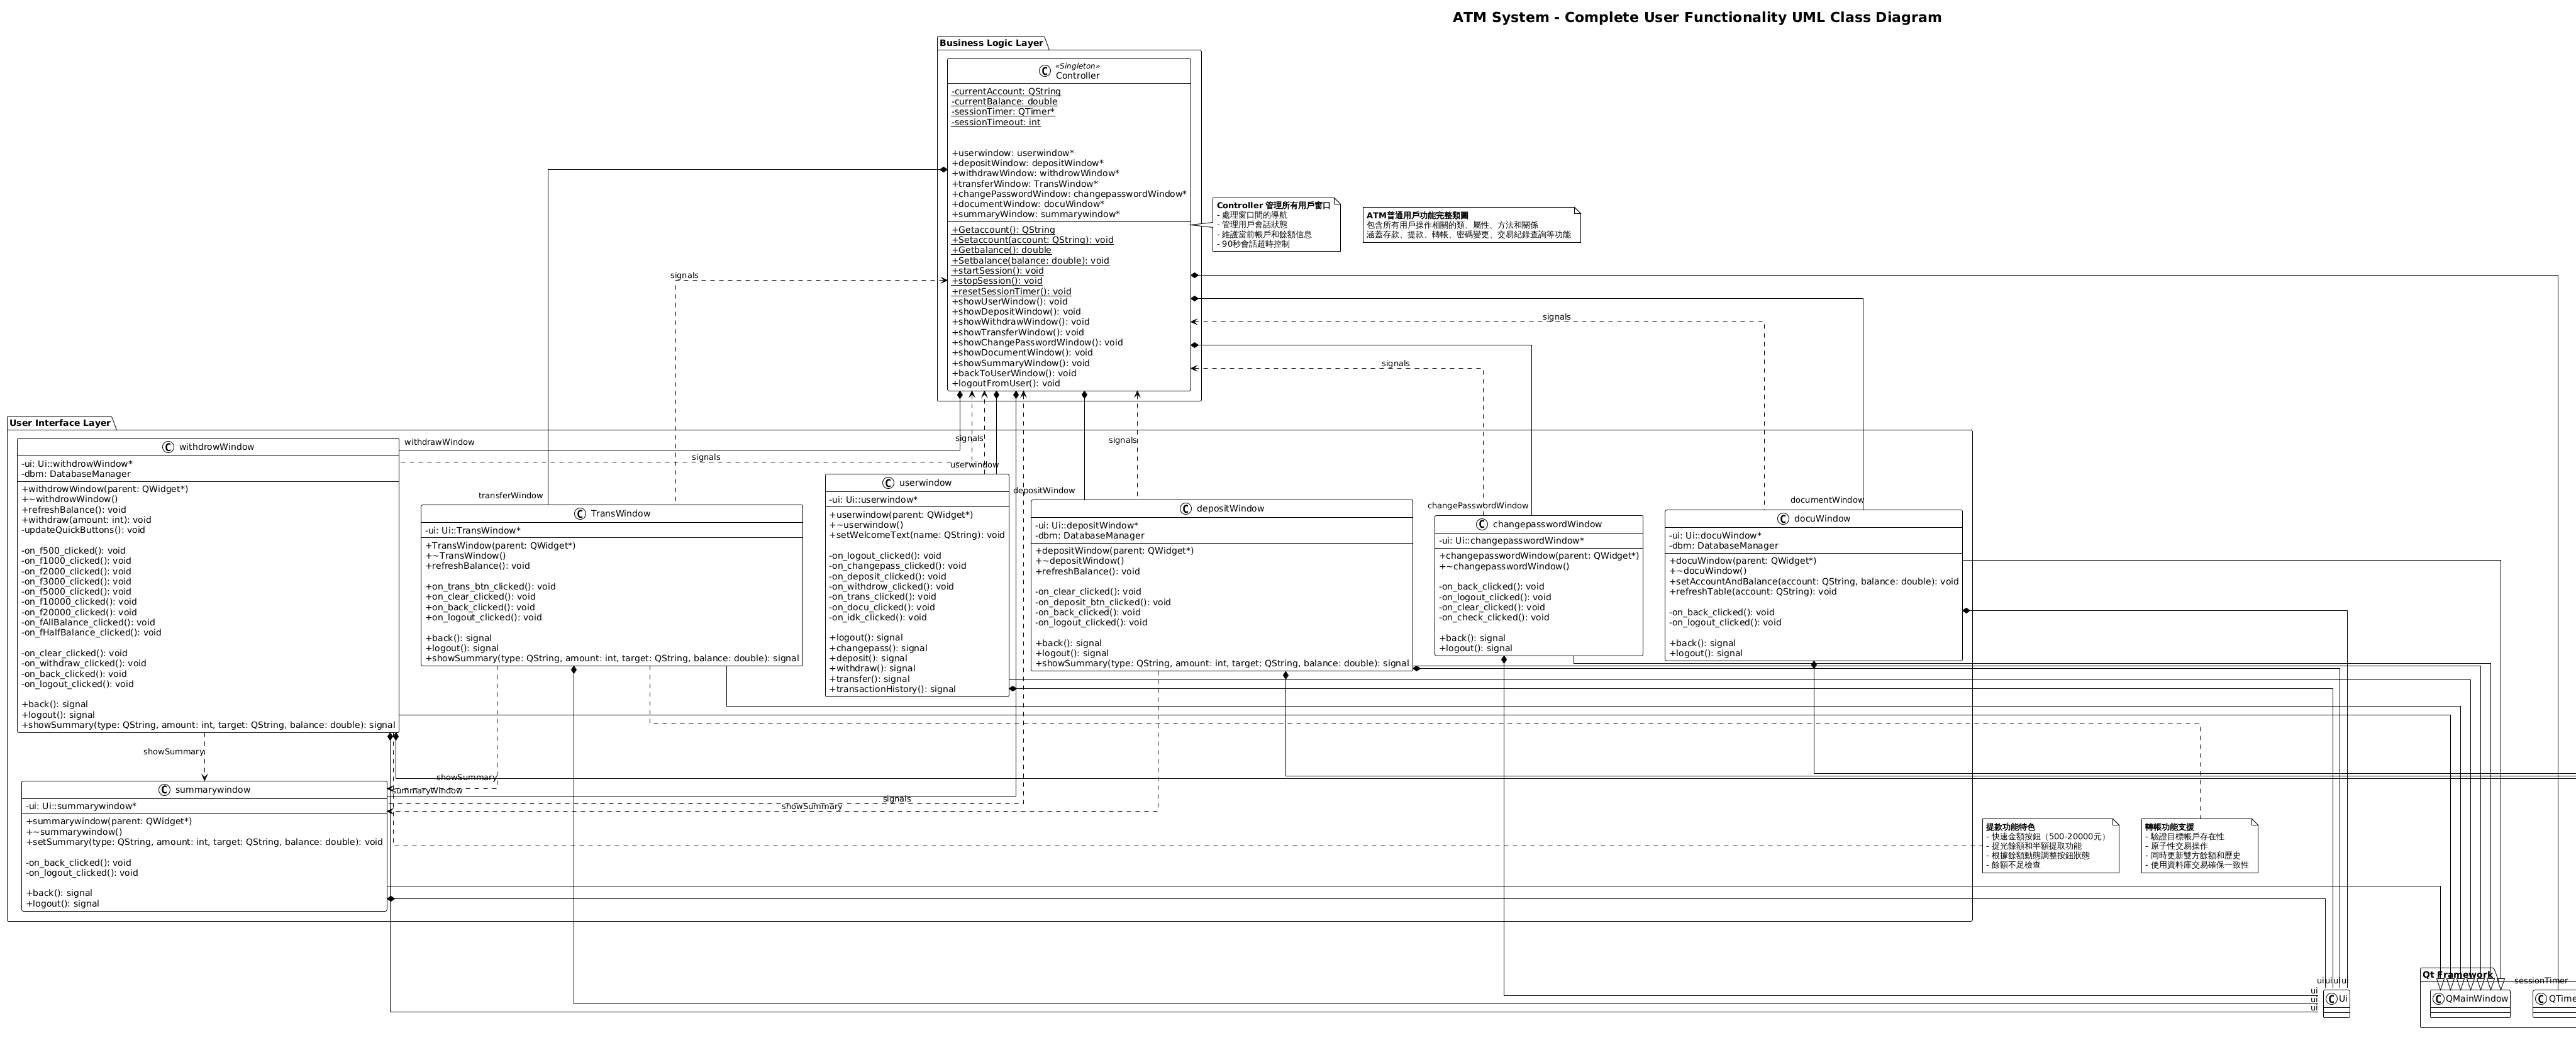 ATM System - Complete User Functionality UML Class Diagram
Business Logic Layer
«Singleton»
C Controller
-currentAccount: QString
-currentBalance: double
-sessionTimer: QTimer*
-sessionTimeout: int
+userwindow: userwindow*
+depositWindow: depositWindow*
+withdrawWindow: withdrowWindow*
+transferWindow: TransWindow*
+changePasswordWindow: changepasswordWindow*
+documentWindow: docuWindow*
+summaryWindow: summarywindow*
+Getaccount(): QString
+Setaccount(account: QString): void
+Getbalance(): double
+Setbalance(balance: double): void
+startSession(): void
+stopSession(): void
+resetSessionTimer(): void
+showUserWindow(): void
+showDepositWindow(): void
+showWithdrawWindow(): void
+showTransferWindow(): void
+showChangePasswordWindow(): void
+showDocumentWindow(): void
+showSummaryWindow(): void
+backToUserWindow(): void
+logoutFromUser(): void
Controller 管理所有用戶窗口
- 處理窗口間的導航
- 管理用戶會話狀態
- 維護當前帳戶和餘額信息
- 90秒會話超時控制
ATM普通用戶功能完整類圖
包含所有用戶操作相關的類、屬性、方法和關係
涵蓋存款、提款、轉帳、密碼變更、交易紀錄查詢等功能
signals
signals
signals
User Interface Layer
withdrawWindow
signals
signals
signals
userwindow
depositWindow
transferWindow
changePasswordWindow
documentWindow
C withdrowWindow
-ui: Ui::withdrowWindow*
-dbm: DatabaseManager
+withdrowWindow(parent: QWidget*)
+~withdrowWindow()
+refreshBalance(): void
+withdraw(amount: int): void
-updateQuickButtons(): void
-on_f500_clicked(): void
-on_f1000_clicked(): void
-on_f2000_clicked(): void
-on_f3000_clicked(): void
-on_f5000_clicked(): void
-on_f10000_clicked(): void
-on_f20000_clicked(): void
-on_fAllBalance_clicked(): void
-on_fHalfBalance_clicked(): void
-on_clear_clicked(): void
-on_withdraw_clicked(): void
-on_back_clicked(): void
-on_logout_clicked(): void
+back(): signal
+logout(): signal
+showSummary(type: QString, amount: int, target: QString, balance: double): signal
C TransWindow
-ui: Ui::TransWindow*
+TransWindow(parent: QWidget*)
+~TransWindow()
+refreshBalance(): void
+on_trans_btn_clicked(): void
+on_clear_clicked(): void
+on_back_clicked(): void
+on_logout_clicked(): void
+back(): signal
+logout(): signal
+showSummary(type: QString, amount: int, target: QString, balance: double): signal
C userwindow
-ui: Ui::userwindow*
+userwindow(parent: QWidget*)
+~userwindow()
+setWelcomeText(name: QString): void
-on_logout_clicked(): void
-on_changepass_clicked(): void
-on_deposit_clicked(): void
-on_withdrow_clicked(): void
-on_trans_clicked(): void
-on_docu_clicked(): void
-on_idk_clicked(): void
+logout(): signal
+changepass(): signal
+deposit(): signal
+withdraw(): signal
+transfer(): signal
+transactionHistory(): signal
C depositWindow
-ui: Ui::depositWindow*
-dbm: DatabaseManager
+depositWindow(parent: QWidget*)
+~depositWindow()
+refreshBalance(): void
-on_clear_clicked(): void
-on_deposit_btn_clicked(): void
-on_back_clicked(): void
-on_logout_clicked(): void
+back(): signal
+logout(): signal
+showSummary(type: QString, amount: int, target: QString, balance: double): signal
C changepasswordWindow
-ui: Ui::changepasswordWindow*
+changepasswordWindow(parent: QWidget*)
+~changepasswordWindow()
-on_back_clicked(): void
-on_logout_clicked(): void
-on_clear_clicked(): void
-on_check_clicked(): void
+back(): signal
+logout(): signal
C docuWindow
-ui: Ui::docuWindow*
-dbm: DatabaseManager
+docuWindow(parent: QWidget*)
+~docuWindow()
+setAccountAndBalance(account: QString, balance: double): void
+refreshTable(account: QString): void
-on_back_clicked(): void
-on_logout_clicked(): void
+back(): signal
+logout(): signal
showSummary
showSummary
summaryWindow
signals
showSummary
C summarywindow
-ui: Ui::summarywindow*
+summarywindow(parent: QWidget*)
+~summarywindow()
+setSummary(type: QString, amount: int, target: QString, balance: double): void
-on_back_clicked(): void
-on_logout_clicked(): void
+back(): signal
+logout(): signal
提款功能特色
- 快速金額按鈕（500-20000元）
- 提光餘額和半額提取功能
- 根據餘額動態調整按鈕狀態
- 餘額不足檢查
轉帳功能支援
- 驗證目標帳戶存在性
- 原子性交易操作
- 同時更新雙方餘額和歷史
- 使用資料庫交易確保一致性
ui ui ui ui
ui
ui
ui
C Ui
Qt Framework
sessionTimer
C QMainWindow
C QTime